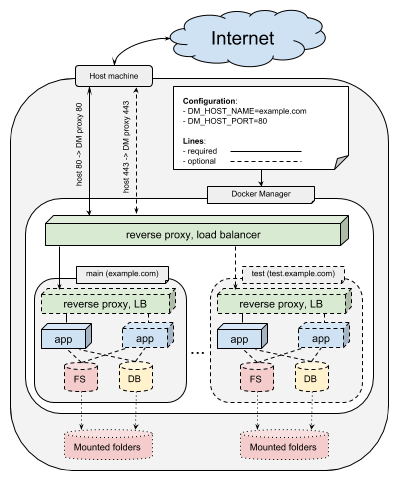 Internet
Host machine
Configuration:
- DM_HOST_NAME=example.com
- DM_HOST_PORT=80
Lines:
- required
- optional
host 80 -> DM proxy 80
host 443 -> DM proxy 443
Docker Manager
reverse proxy, load balancer
main (example.com)
test (test.example.com)
reverse proxy, LB
reverse proxy, LB
app
app
...
app
app
FS
DB
FS
DB
Mounted folders
Mounted folders